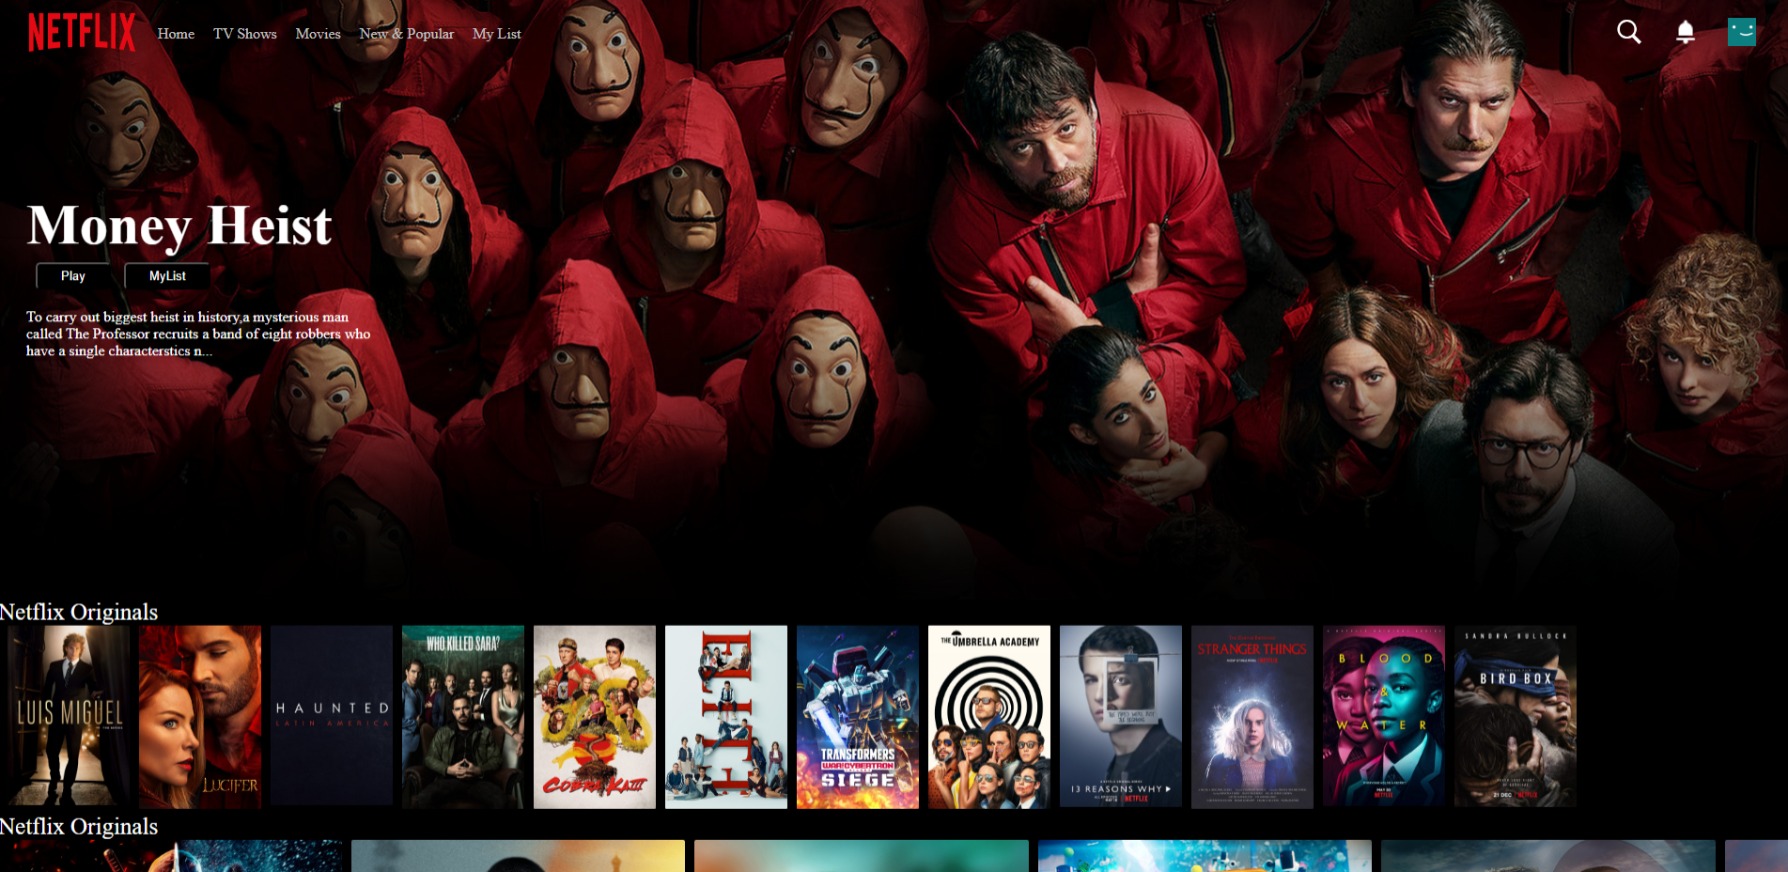 NETFLIX
Home TV Shows Movies New & Popular My List
Money Heist
Play MyList
To carry out biggest heist in history,a mysterious man
called The Professor recruits a band of eight robbers who
have a single characterstics n...
Netflix Originals
LUIS MIGUEL
LUCIFER
HAUNTED
LATIN AMERICA
WHO KILLED SARA?
COBRA KAI
ELITE
TRANSFORMERS
WAR FOR CYBERTRON
SIEGE
THE UMBRELLA ACADEMY
13 REASONS WHY
NETFLIX
STRANGER THINGS
BLOOD
&
WATER
NETFLIX
SANDRA BULLOCK
BIRD BOX
21 DEC | NETFLIX
Netflix Originals